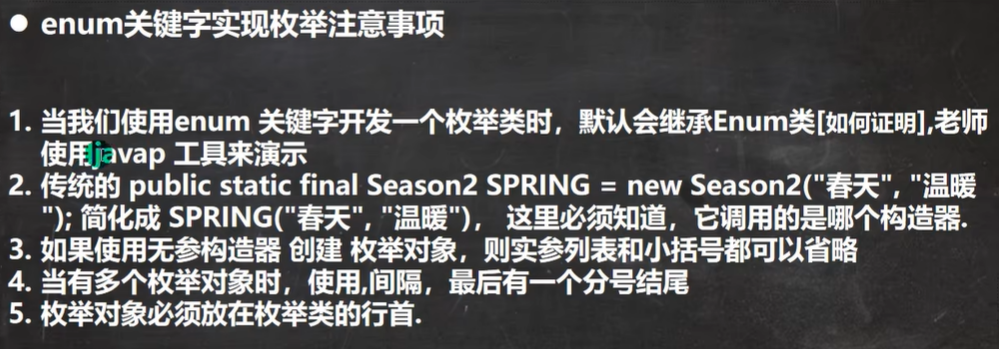 ● enum关键字实现枚举注意事项
1. 当我们使用enum 关键字开发一个枚举类时，默认会继承Enum类[如何证明],老师
使用javap 工具来演示
2. 传统的 public static final Season2 SPRING = new Season2("春天", "温暖
"); 简化成 SPRING("春天", "温暖")， 这里必须知道，它调用的是哪个构造器.
3. 如果使用无参构造器 创建 枚举对象，则实参列表和小括号都可以省略
4. 当有多个枚举对象时，使用,间隔，最后有一个分号结尾
5. 枚举对象必须放在枚举类的行首.